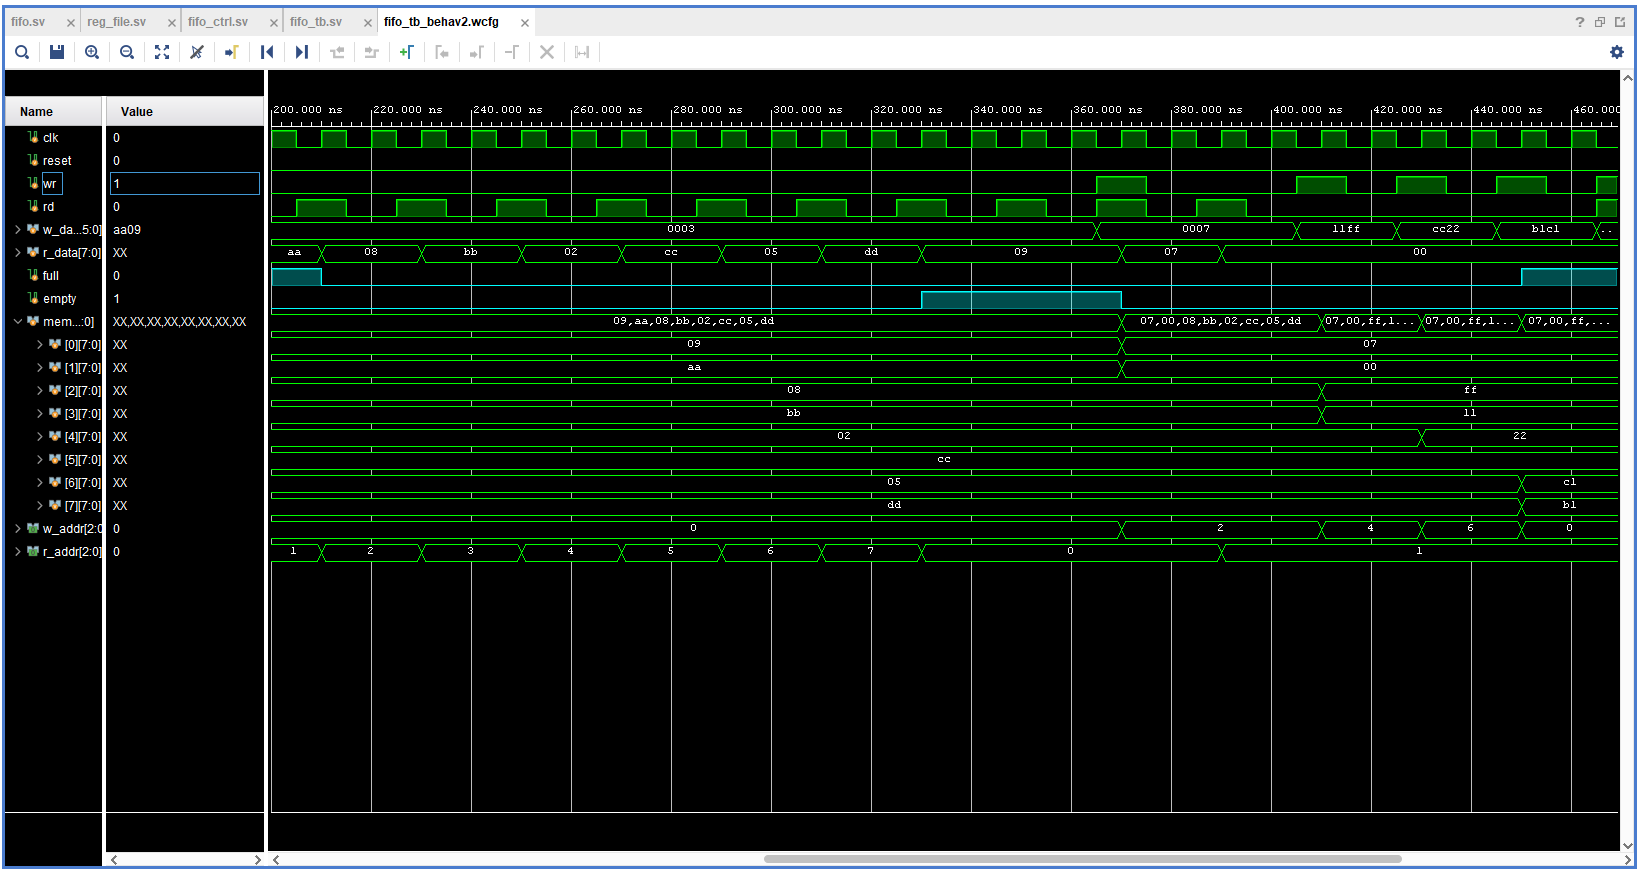 fifo.sv × reg_file.sv × fifo_ctrl.sv × fifo_tb.sv × fifo_tb_behav2.wcfg ×
Name Value
200.000 ns 220.000 ns 240.000 ns 260.000 ns 280.000 ns 300.000 ns 320.000 ns 340.000 ns 360.000 ns 380.000 ns 400.000 ns 420.000 ns 440.000 ns 460.000
clk 0
reset 0
wr 1
rd 0
w_da...5:0] aa09 0003 0007 11ff cc22 b1c1 ..
r_data[7:0] XX aa 08 bb 02 cc 05 dd 09 07 00
full 0
empty 1
mem...:0] XX,XX,XX,XX,XX,XX,XX,XX 09,aa,08,bb,02,cc,05,dd 07,00,08,bb,02,cc,05,dd 07,00,ff,1... 07,00,ff,1... 07,00,ff,...
[0][7:0] XX 09 07
[1][7:0] XX aa 00
[2][7:0] XX 08 ff
[3][7:0] XX bb 11
[4][7:0] XX 02 22
[5][7:0] XX cc
[6][7:0] XX 05 c1
[7][7:0] XX dd b1
w_addr[2:0 0 0 2 4 6 0
r_addr[2:0] 0 1 2 3 4 5 6 7 0 1